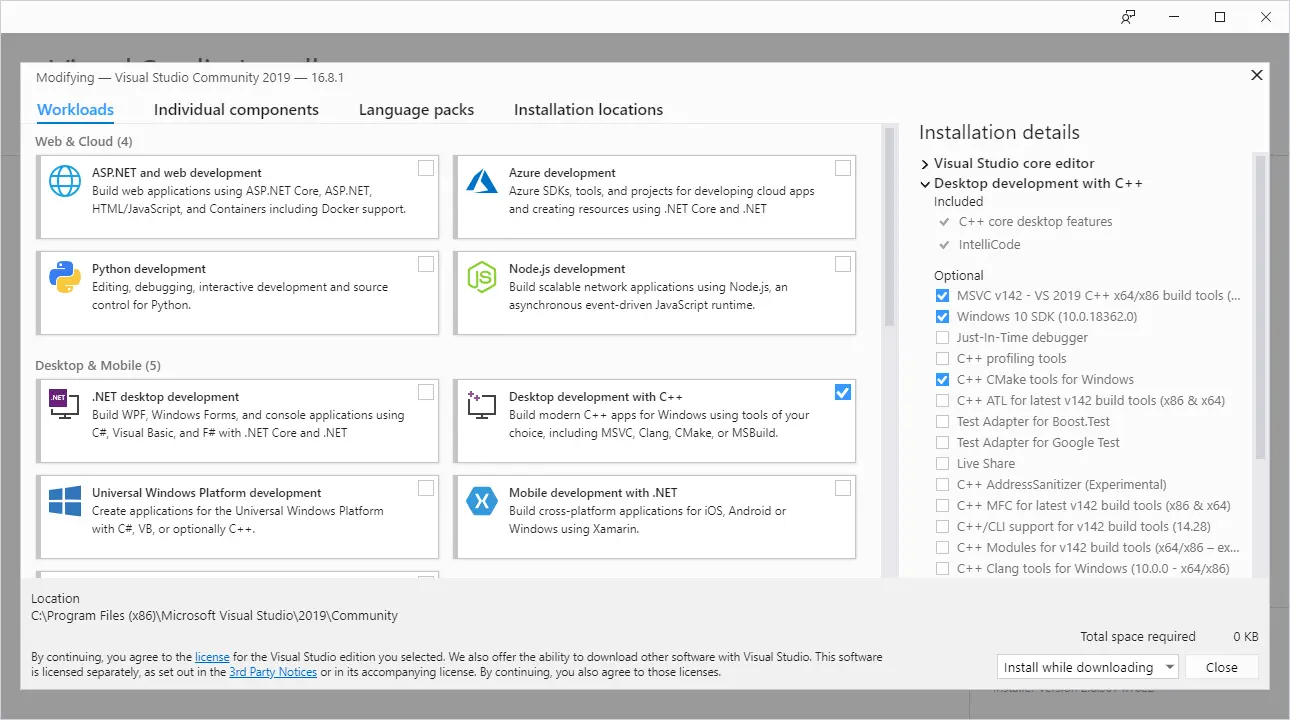 Modifying — Visual Studio Community 2019 — 16.8.1
Workloads
Individual components
Language packs
Installation locations
Web & Cloud (4)
ASP.NET and web development
Build web applications using ASP.NET Core, ASP.NET,
HTML/JavaScript, and Containers including Docker support.
Azure development
Azure SDKs, tools, and projects for developing cloud apps
and creating resources using .NET Core and .NET
Python development
Editing, debugging, interactive development and source
control for Python.
Node.js development
Build scalable network applications using Node.js, an
asynchronous event-driven JavaScript runtime.
Desktop & Mobile (5)
.NET
.NET desktop development
Build WPF, Windows Forms, and console applications using
C#, Visual Basic, and F# with .NET Core and .NET
Desktop development with C++
Build modern C++ apps for Windows using tools of your
choice, including MSVC, Clang, CMake, or MSBuild.
Universal Windows Platform development
Create applications for the Universal Windows Platform
with C#, VB, or optionally C++.
Mobile development with .NET
Build cross-platform applications for iOS, Android or
Windows using Xamarin.
Installation details
Visual Studio core editor
Desktop development with C++
Included
C++ core desktop features
IntelliCode
Optional
MSVC v142 - VS 2019 C++ x64/x86 build tools (...
Windows 10 SDK (10.0.18362.0)
Just-In-Time debugger
C++ profiling tools
C++ CMake tools for Windows
C++ ATL for latest v142 build tools (x86 & x64)
Test Adapter for Boost.Test
Test Adapter for Google Test
Live Share
C++ AddressSanitizer (Experimental)
C++ MFC for latest v142 build tools (x86 & x64)
C++/CLI support for v142 build tools (14.28)
C++ Modules for v142 build tools (x64/x86 – ex...
C++ Clang tools for Windows (10.0.0 - x64/x86)
Location
C:\Program Files (x86)\Microsoft Visual Studio\2019\Community
Total space required 0 KB
By continuing, you agree to the license for the Visual Studio edition you selected. We also offer the ability to download other software with Visual Studio. This software
is licensed separately, as set out in the 3rd Party Notices or in its accompanying license. By continuing, you also agree to those licenses.
Install while downloading
Close